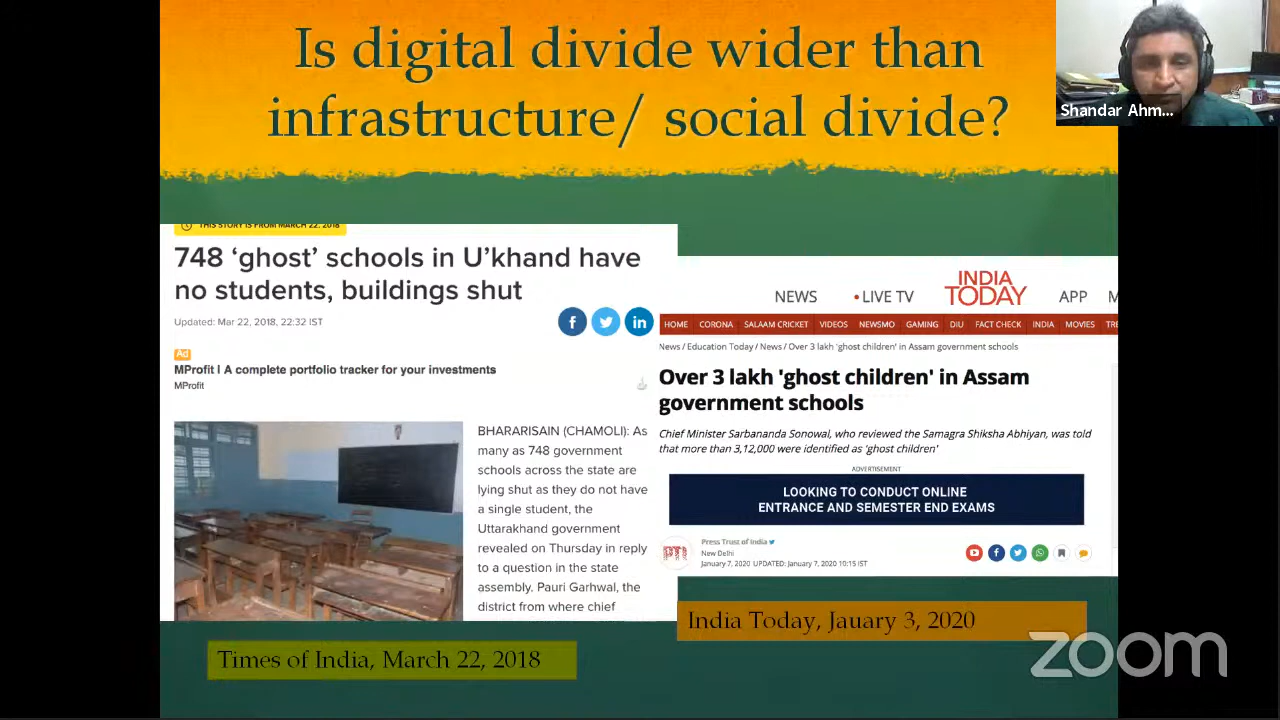 Is digital divide wider than
infrastructure/ social divide?
Shandar Ahm...
THIS STORY IS FROM MARCH 22, 2018
748 ‘ghost’ schools in U’khand have
no students, buildings shut
Updated: Mar 22, 2018, 22:32 IST
f
in
Ad
MProfit I A complete portfolio tracker for your investments
MProfit
BHARARISAIN (CHAMOLI): As
many as 748 government
schools across the state are
lying shut as they do not have
a single student, the
Uttarakhand government
revealed on Thursday in reply
to a question in the state
assembly. Pauri Garhwal, the
district from where chief
Times of India, March 22, 2018
NEWS
• LIVE TV
INDIA
TODAY
APP
M
HOME CORONA SALAAM CRICKET VIDEOS NEWSMO GAMING DIU FACT CHECK INDIA MOVIES TRE
News / Education Today / News / Over 3 lakh 'ghost children' in Assam government schools
Over 3 lakh 'ghost children' in Assam
government schools
Chief Minister Sarbananda Sonowal, who reviewed the Samagra Shiksha Abhiyan, was told
that more than 3,12,000 were identified as 'ghost children'
ADVERTISEMENT
LOOKING TO CONDUCT ONLINE
ENTRANCE AND SEMESTER END EXAMS
PTI
Press Trust of India
New Delhi
January 7, 2020 UPDATED: January 7, 2020 10:15 IST
India Today, Jauary 3, 2020
zoom